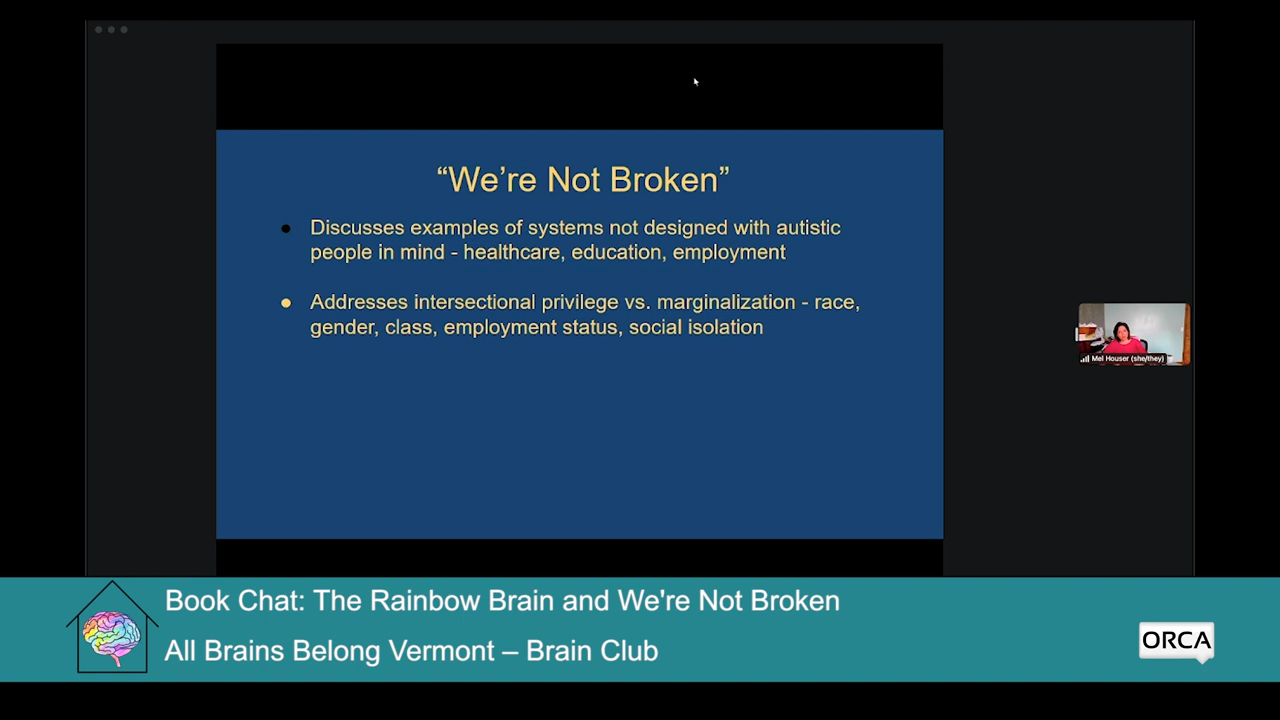 “We’re Not Broken”
● Discusses examples of systems not designed with autistic
people in mind - healthcare, education, employment
● Addresses intersectional privilege vs. marginalization - race,
gender, class, employment status, social isolation
Mel Houser (she/they)
Book Chat: The Rainbow Brain and We're Not Broken
All Brains Belong Vermont – Brain Club
ORCA